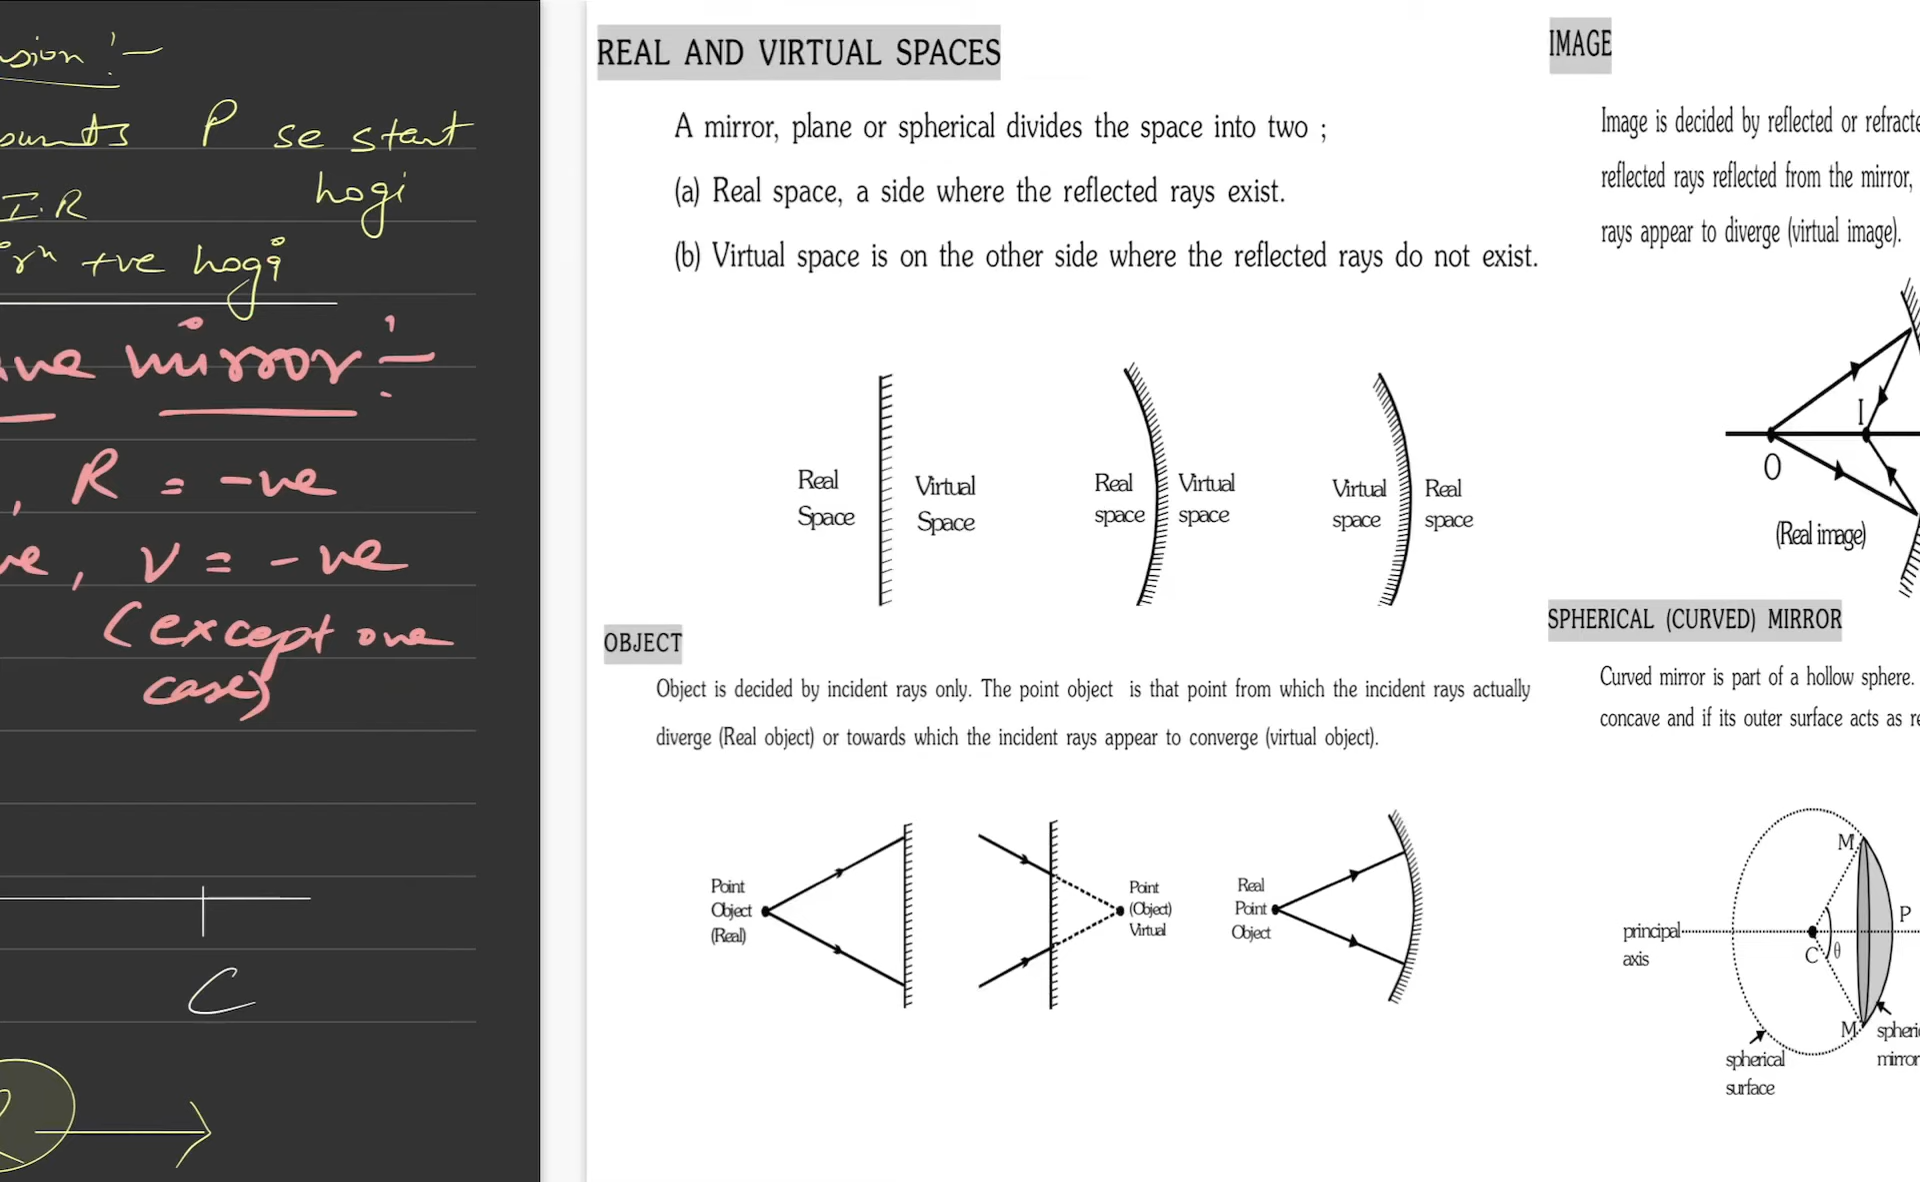 se start
hogi
I.R
+ve hogi
mirror :-
, R = -ve
, V = -ve
(except one
case)
C
REAL AND VIRTUAL SPACES
A mirror, plane or spherical divides the space into two ;
(a) Real space, a side where the reflected rays exist.
(b) Virtual space is on the other side where the reflected rays do not exist.
Real
Space
Virtual
Space
Real
space
Virtual
space
Virtual
space
Real
space
OBJECT
Object is decided by incident rays only. The point object is that point from which the incident rays actually
diverge (Real object) or towards which the incident rays appear to converge (virtual object).
Point
Object
(Real)
Point
(Object)
Virtual
Real
Point
Object
IMAGE
Image is decided by reflected or
reflected rays reflected from the mirror,
rays appear to diverge (virtual image).
I
O
(Real image)
SPHERICAL (CURVED) MIRROR
Curved mirror is part of a hollow sphere.
concave and if its outer surface acts as
M
P
principal
axis
C
θ
M
spherical
surface
mirror